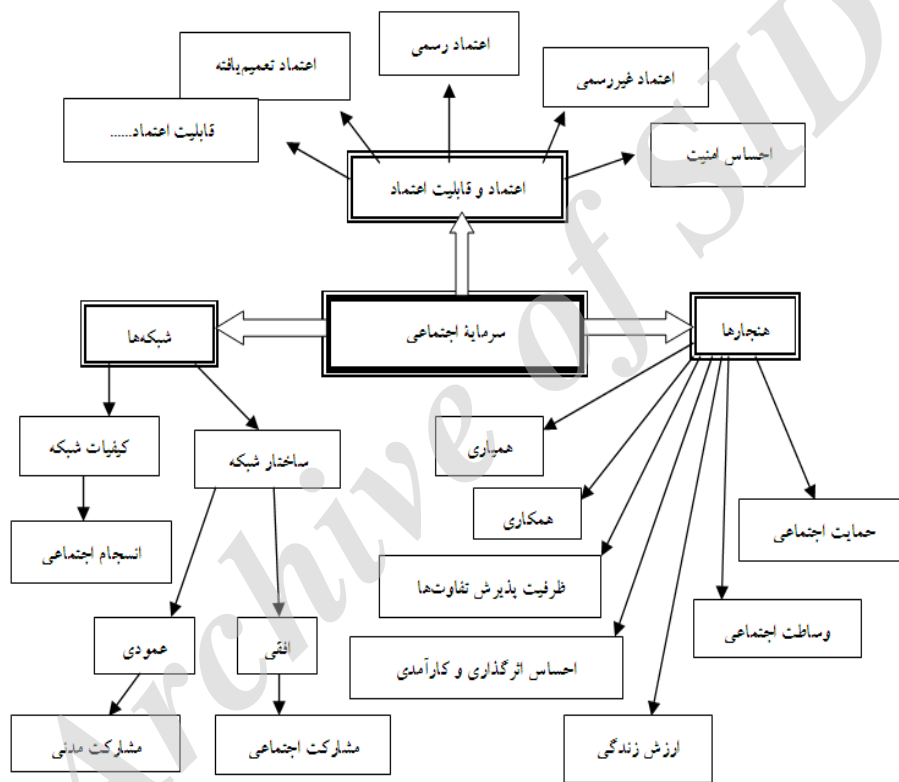 اعتماد رسمی
اعتماد تعمیم‌یافته
اعتماد غیررسمی
قابلیت اعتماد......
احساس امنیت
اعتماد و قابلیت اعتماد
هنجارها
سرمایهٔ اجتماعی
شبکه‌ها
همیاری
کیفیات شبکه
ساختار شبکه
همکاری
حمایت اجتماعی
انسجام اجتماعی
ظرفیت پذیرش تفاوت‌ها
وساطت اجتماعی
افقی
عمودی
احساس اثرگذاری و کارآمدی
ارزش زندگی
مشارکت اجتماعی
مشارکت مدنی
Archive of SID